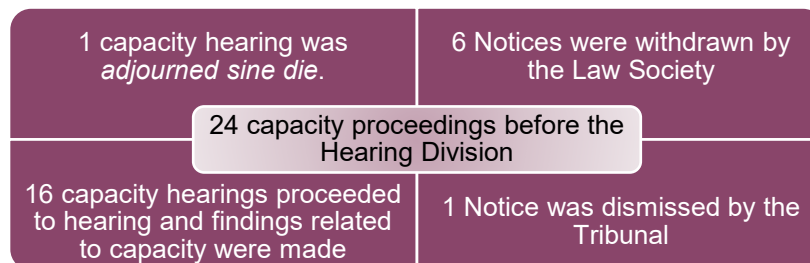 1 capacity hearing was
adjourned sine die.
6 Notices were withdrawn by
the Law Society
24 capacity proceedings before the
Hearing Division
16 capacity hearings proceeded
to hearing and findings related
to capacity were made
1 Notice was dismissed by the
Tribunal